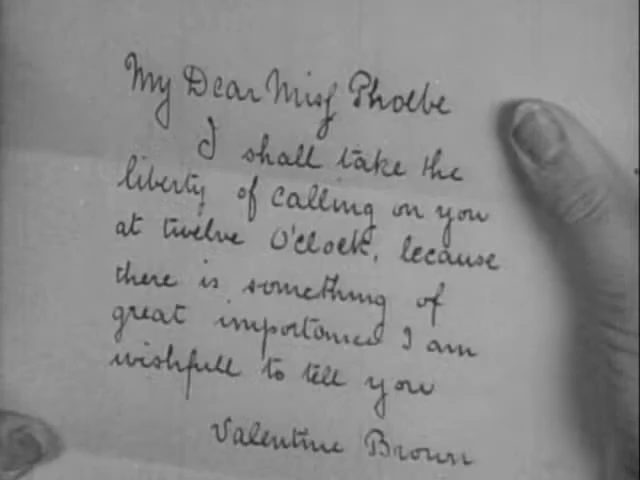 My Dear Miss Phoebe
I shall take the
liberty of calling on you
at twelve O'clock, because
there is something of
great importance I am
wishfull to tell you
Valentine Brown